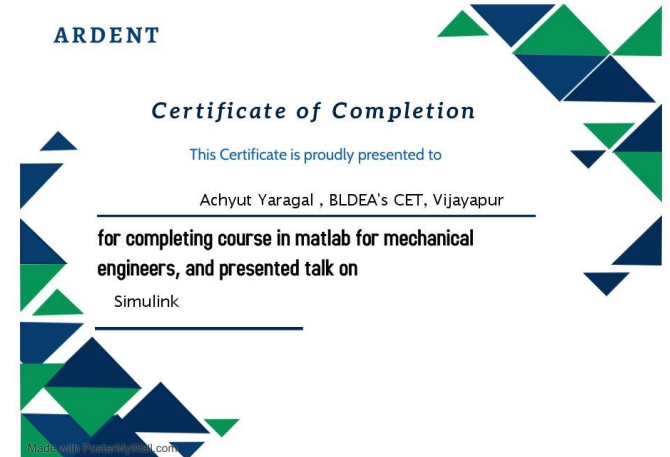 ARDENT
Certificate of Completion
This Certificate is proudly presented to
Achyut Yaragal , BLDEA's CET, Vijayapur
for completing course in matlab for mechanical
engineers, and presented talk on
Simulink
Made with PosterMyWall.com